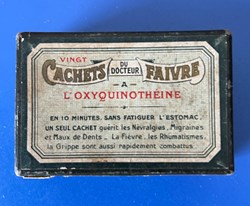 VINGT
CACHETS DU DOCTEUR FAIVRE
A
L'OXYQUINOTHÉINE
EN 10 MINUTES, SANS FATIGUER L'ESTOMAC,
UN SEUL CACHET guérit les Névralgies, Migraines
et Maux de Dents _ La Fièvre, les Rhumatismes,
la Grippe sont aussi rapidement combattus.